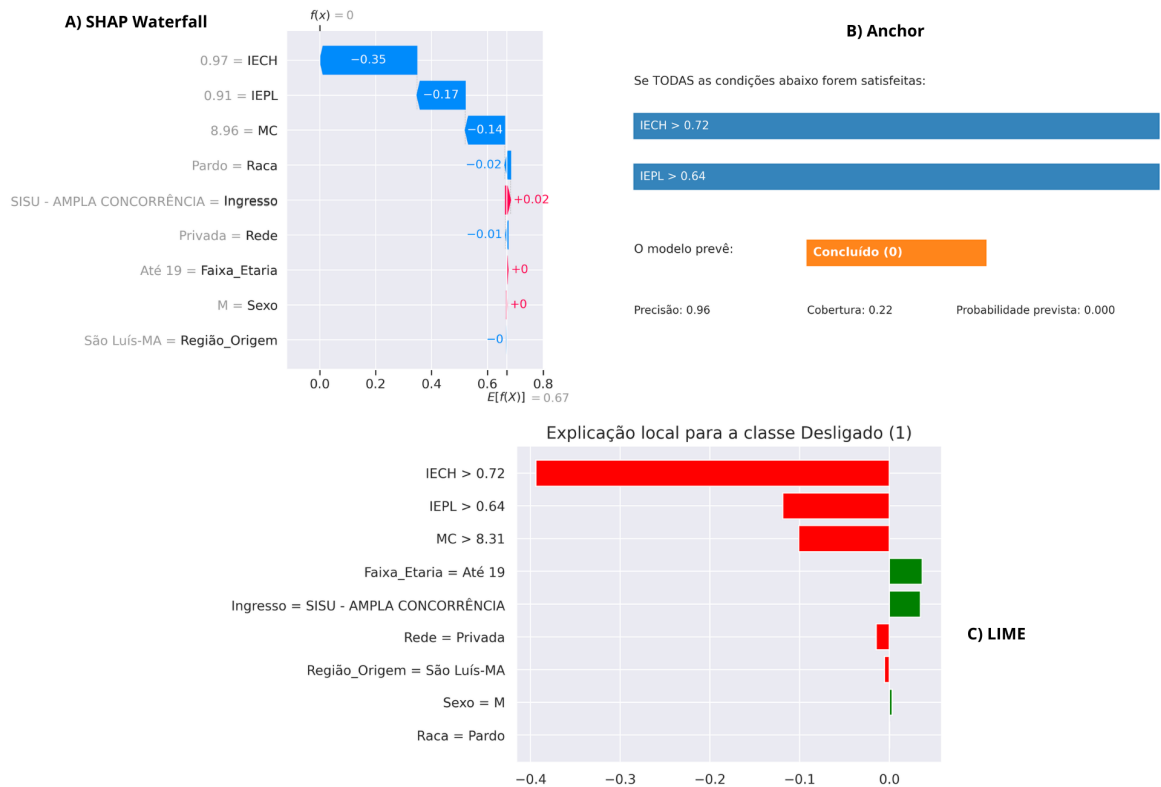 A) SHAP Waterfall
f(x) = 0
0.97 = IECH
−0.35
0.91 = IEPL
−0.17
8.96 = MC
−0.14
Pardo = Raca
−0.02
SISU - AMPLA CONCORRÊNCIA = Ingresso
+0.02
Privada = Rede
−0.01
Até 19 = Faixa_Etaria
+0
M = Sexo
+0
São Luís-MA = Região_Origem
−0
0.0 0.2 0.4 0.6 0.8
E[f(X)] = 0.67
B) Anchor
Se TODAS as condições abaixo forem satisfeitas:
IECH > 0.72
IEPL > 0.64
O modelo prevê: Concluído (0)
Precisão: 0.96 Cobertura: 0.22 Probabilidade prevista: 0.000
Explicação local para a classe Desligado (1)
IECH > 0.72
IEPL > 0.64
MC > 8.31
Faixa_Etaria = Até 19
Ingresso = SISU - AMPLA CONCORRÊNCIA
Rede = Privada
Região_Origem = São Luís-MA
Sexo = M
Raca = Pardo
−0.4 −0.3 −0.2 −0.1 0.0
C) LIME